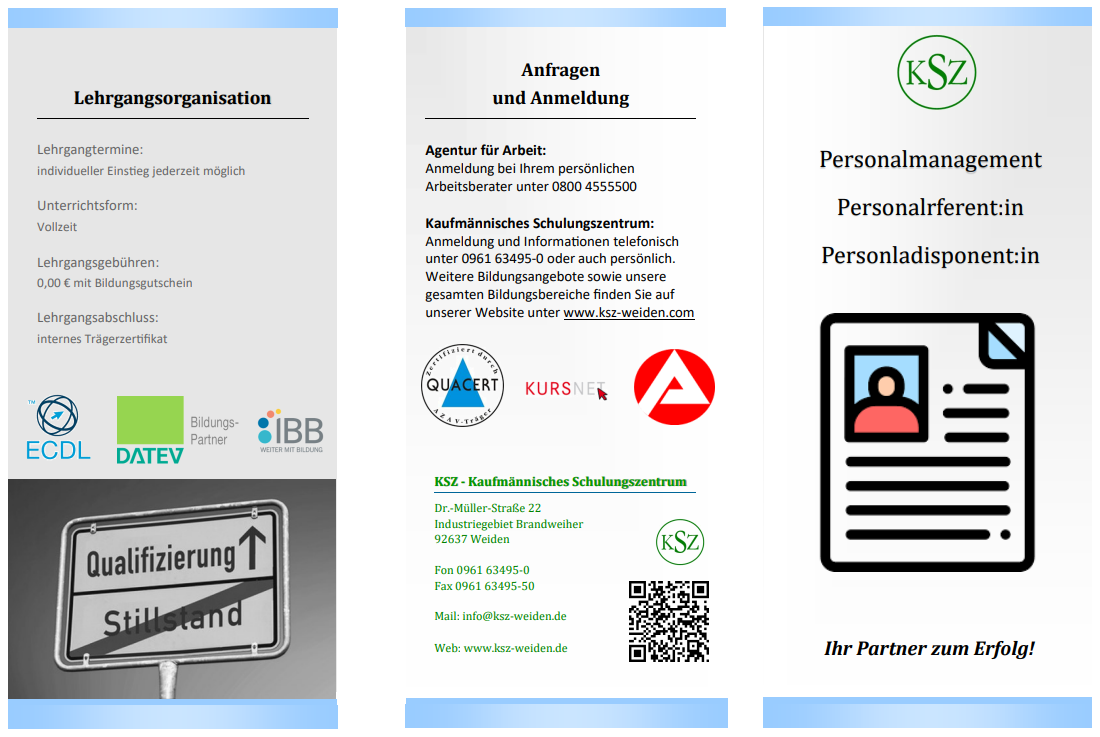 Lehrgangsorganisation
Lehrgangtermine:
individueller Einstieg jederzeit möglich
Unterrichtsform:
Vollzeit
Lehrgangsgebühren:
0,00 € mit Bildungsgutschein
Lehrgangsabschluss:
internes Trägerzertifikat
TM
ECDL
DATEV
Bildungs-
Partner
iBB
WEITER MIT BILDUNG
Qualifizierung
Stillstand
Anfragen
und Anmeldung
Agentur für Arbeit:
Anmeldung bei Ihrem persönlichen
Arbeitsberater unter 0800 4555500
Kaufmännisches Schulungszentrum:
Anmeldung und Informationen telefonisch
unter 0961 63495-0 oder auch persönlich.
Weitere Bildungsangebote sowie unsere
gesamten Bildungsbereiche finden Sie auf
unserer Website unter www.ksz-weiden.com
Zertifiziert durch
QUACERT
AZAV-Träger
KURSNET
KSZ - Kaufmännisches Schulungszentrum
Dr.-Müller-Straße 22
Industriegebiet Brandweiher
92637 Weiden
KSZ
Fon 0961 63495-0
Fax 0961 63495-50
Mail: info@ksz-weiden.de
Web: www.ksz-weiden.de
KSZ
Personalmanagement
Personalrferent:in
Personladisponent:in
Ihr Partner zum Erfolg!